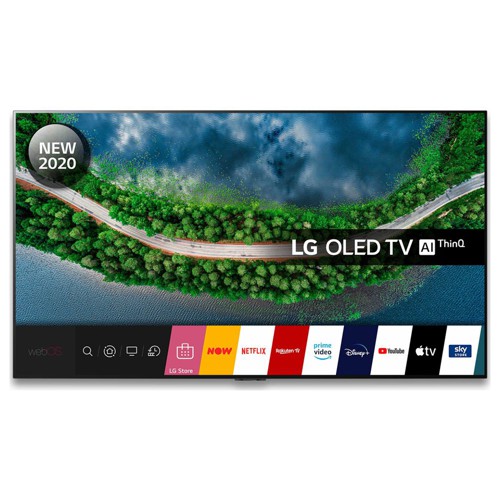 NEW
2020
LG OLED TV AI ThinQ
webOS
LG Store
NOW
NETFLIX
Rakuten TV
prime video
Disney+
YouTube
tv
sky
STORE